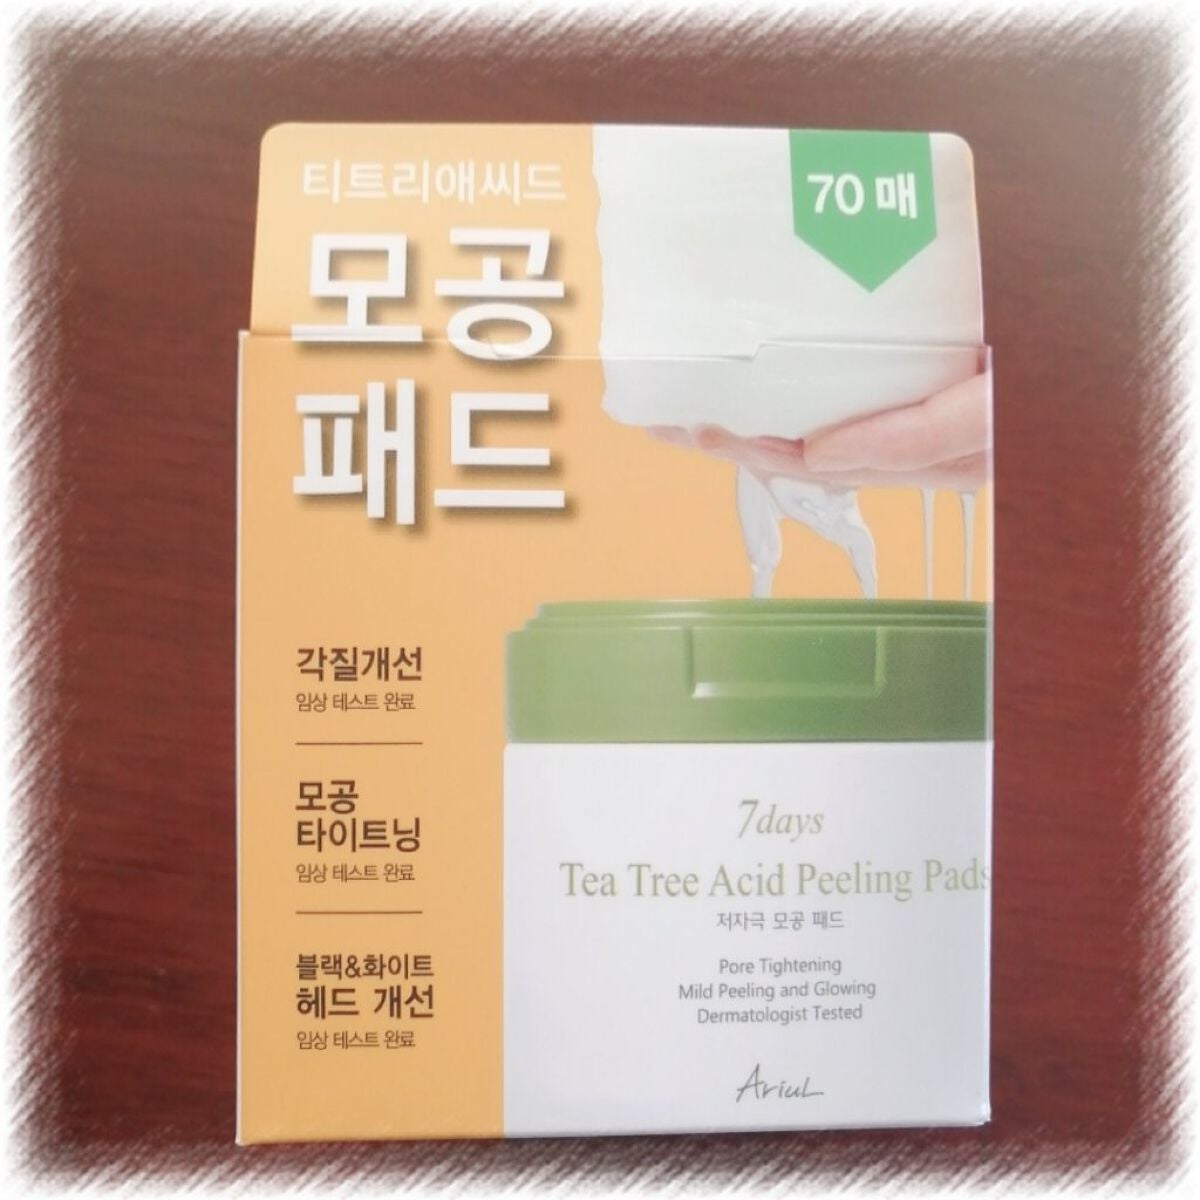 티트리애씨드
모공
패드
70 매
각질개선
임상 테스트 완료
모공
타이트닝
임상 테스트 완료
블랙&화이트
헤드 개선
임상 테스트 완료
7days
Tea Tree Acid Peeling Pads
저자극 모공 패드
Pore Tightening
Mild Peeling and Glowing
Dermatologist Tested
Ariul